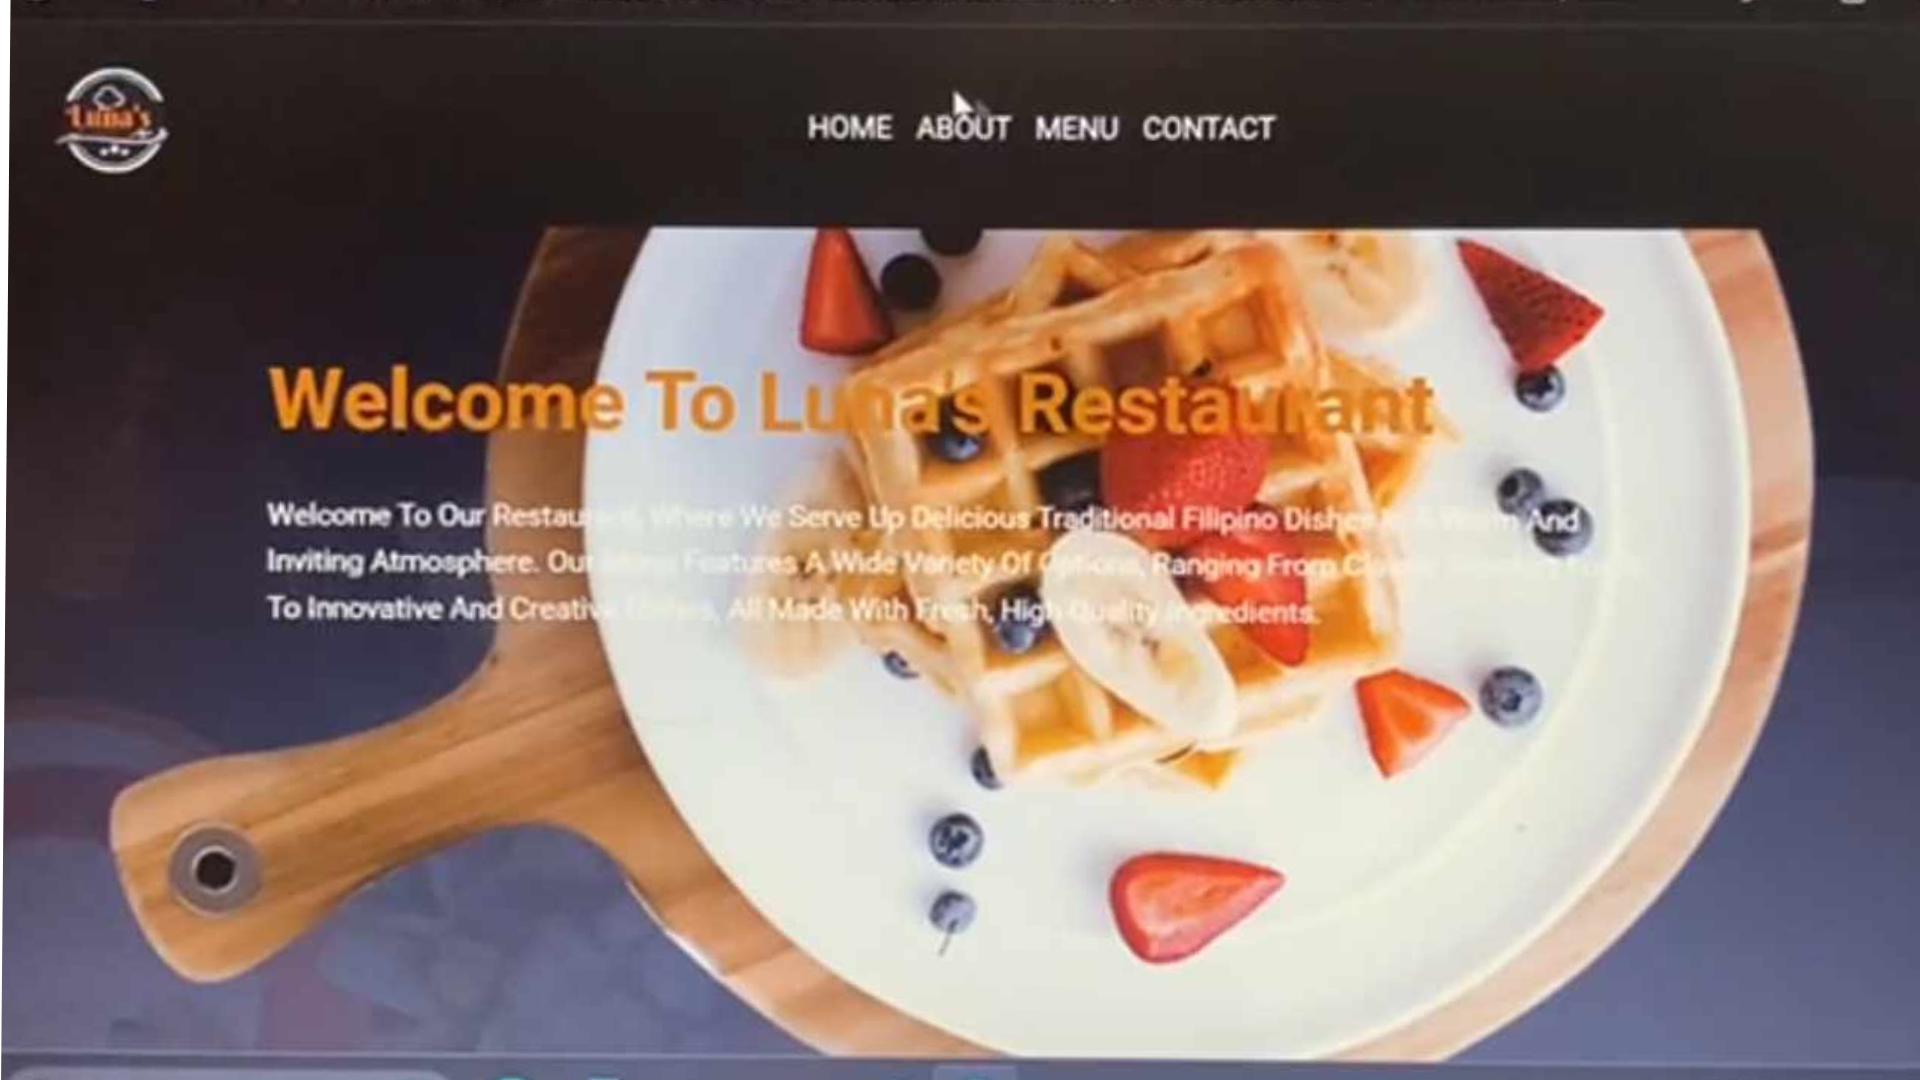 Luna's
HOME ABOUT MENU CONTACT
Welcome To Luna's Restaurant
Welcome To Our Restaurant, Where We Serve Up Delicious Traditional Filipino Dishes In A Warm And
Inviting Atmosphere. Our Menu Features A Wide Variety Of Options, Ranging From
To Innovative And Creative Dishes, All Made With Fresh, High-Quality Ingredients.